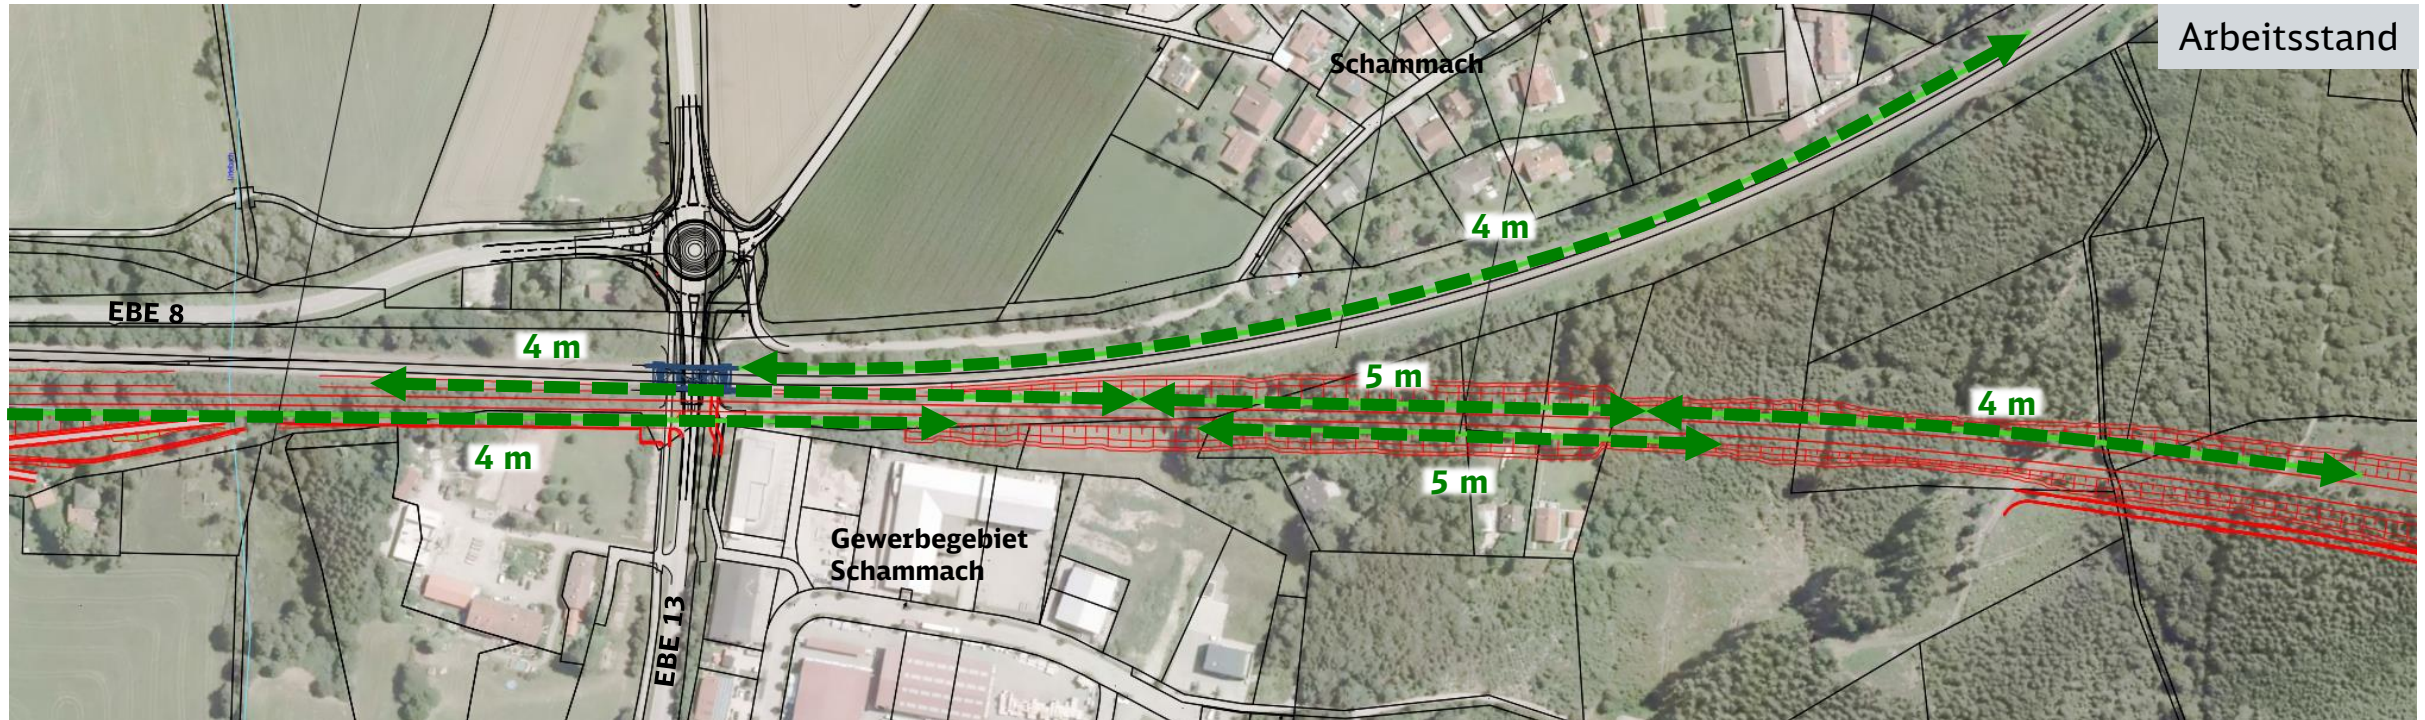 Arbeitsstand
Schammach
4 m
EBE 8
4 m
5 m
4 m
4 m
5 m
Gewerbegebiet
Schammach
EBE 13